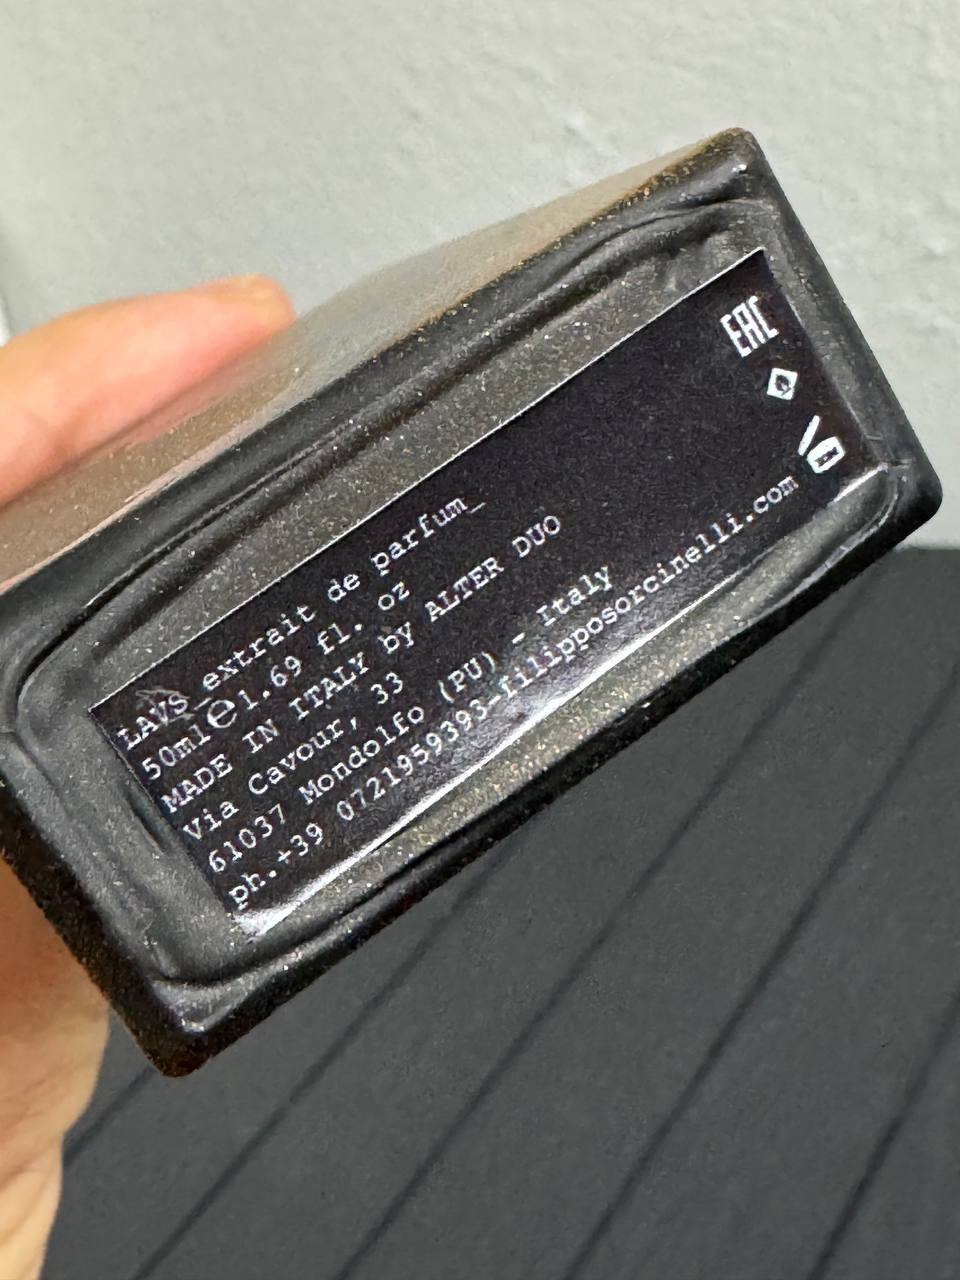 LAVS_extrait de parfum_
50ml ℮ 1.69 fl. oz
MADE IN ITALY by ALTER DUO
Via Cavour, 33
61037 Mondolfo (PU) - Italy
ph.+39 0721959393-filipposorcinelli.com
EAC